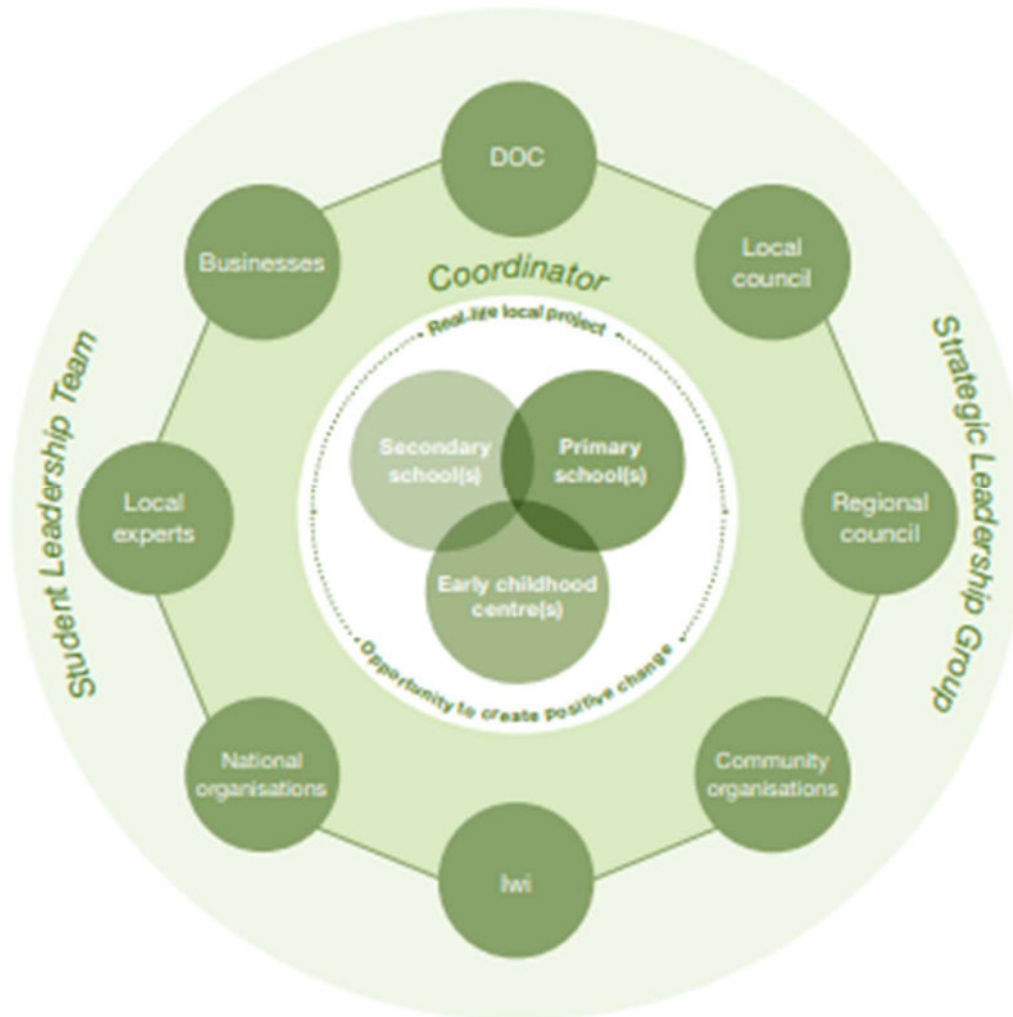 DOC
Businesses
Local
council
Coordinator
Real-life local project
Student Leadership Team
Strategic Leadership Group
Secondary
school(s)
Primary
school(s)
Local
experts
Regional
council
Early childhood
centre(s)
Opportunity to create positive change
National
organisations
Community
organisations
Iwi